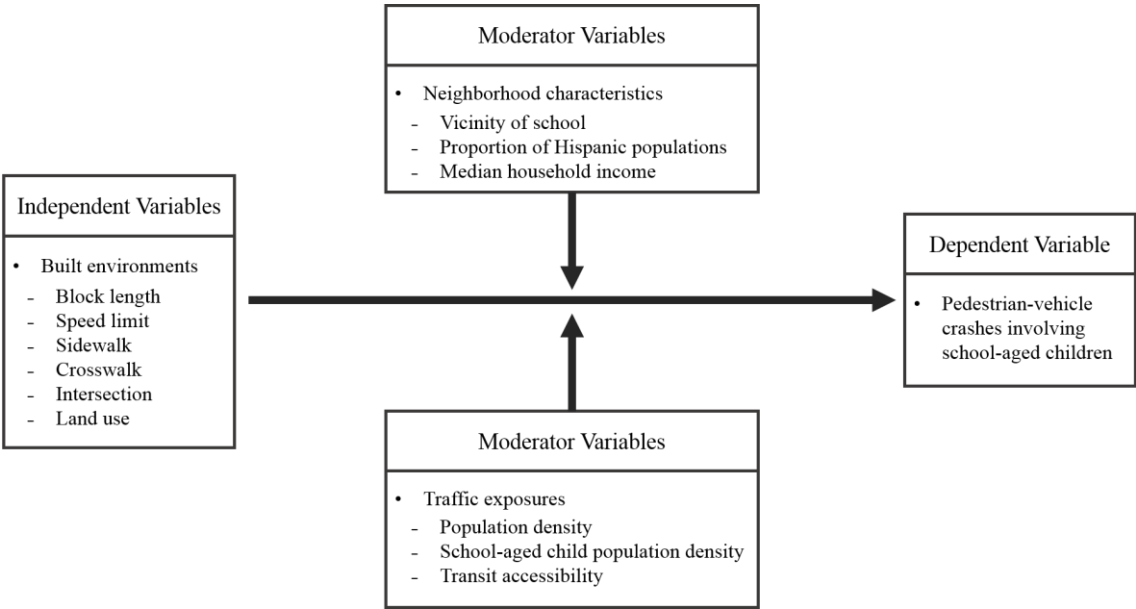 Moderator Variables
• Neighborhood characteristics
- Vicinity of school
- Proportion of Hispanic populations
- Median household income
Independent Variables
• Built environments
- Block length
- Speed limit
- Sidewalk
- Crosswalk
- Intersection
- Land use
Dependent Variable
• Pedestrian-vehicle
crashes involving
school-aged children
Moderator Variables
• Traffic exposures
- Population density
- School-aged child population density
- Transit accessibility